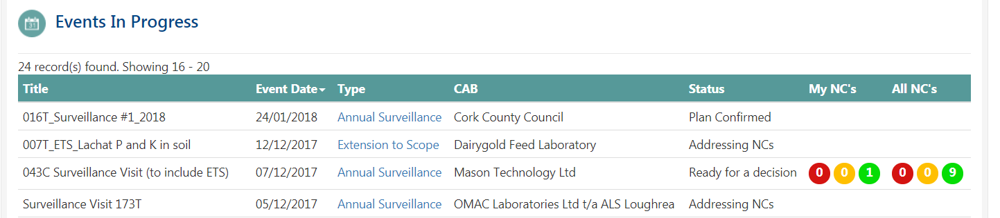 31
Events In Progress
24 record(s) found. Showing 16 - 20
Title Event Date Type CAB Status My NC's All NC's
016T_Surveillance #1_2018 24/01/2018 Annual Surveillance Cork County Council Plan Confirmed
007T_ETS_Lachat P and K in soil 12/12/2017 Extension to Scope Dairygold Feed Laboratory Addressing NCs
043C Surveillance Visit (to include ETS) 07/12/2017 Annual Surveillance Mason Technology Ltd Ready for a decision 0 0 1 0 0 9
Surveillance Visit 173T 05/12/2017 Annual Surveillance OMAC Laboratories Ltd t/a ALS Loughrea Addressing NCs